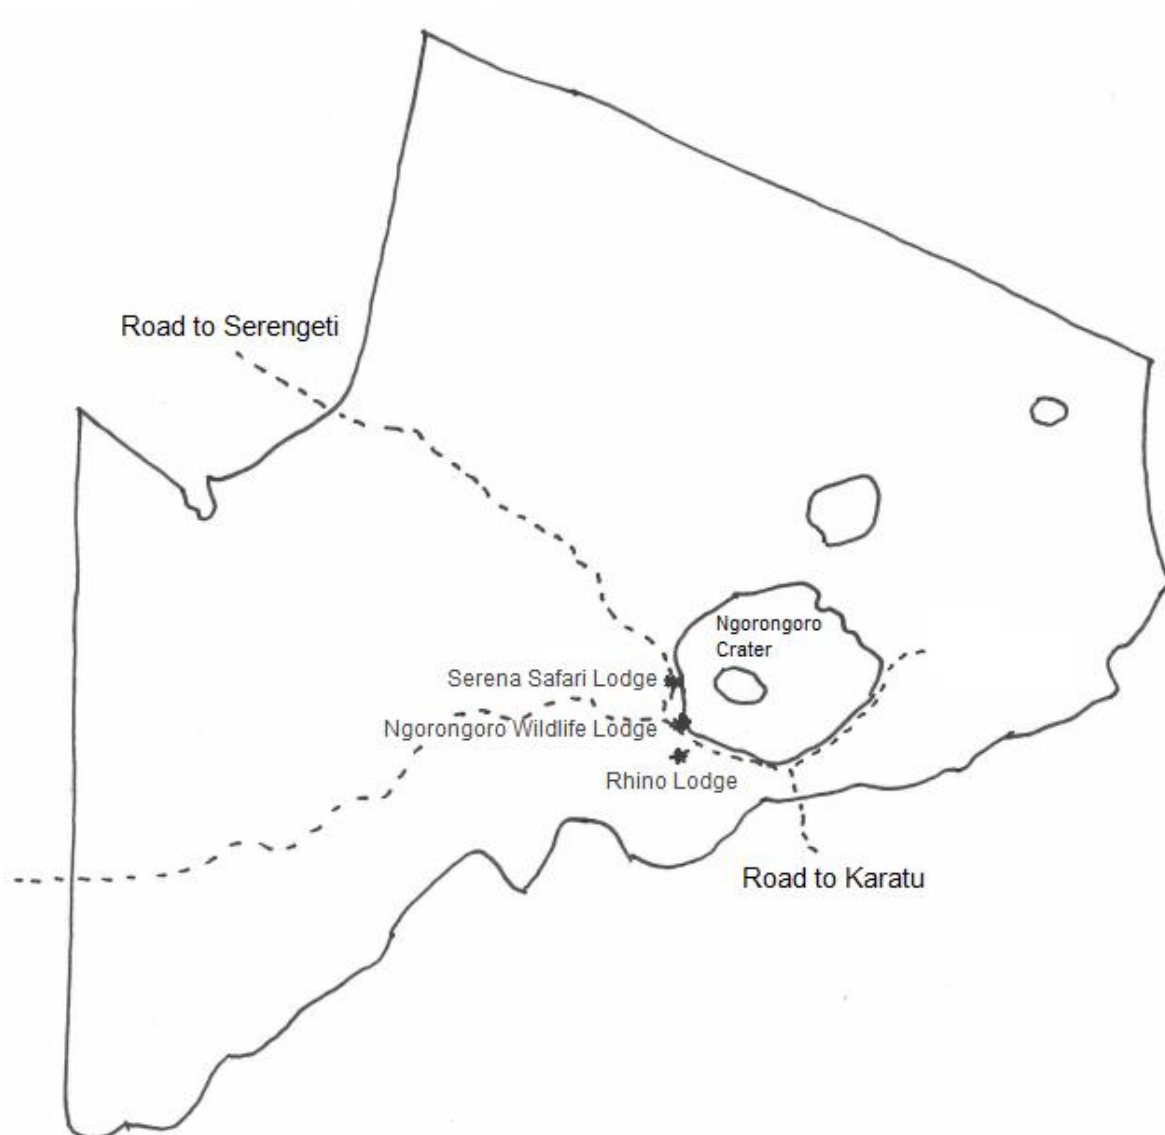 Road to Serengeti
Ngorongoro
Crater
Serena Safari Lodge
Ngorongoro Wildlife Lodge
Rhino Lodge
Road to Karatu